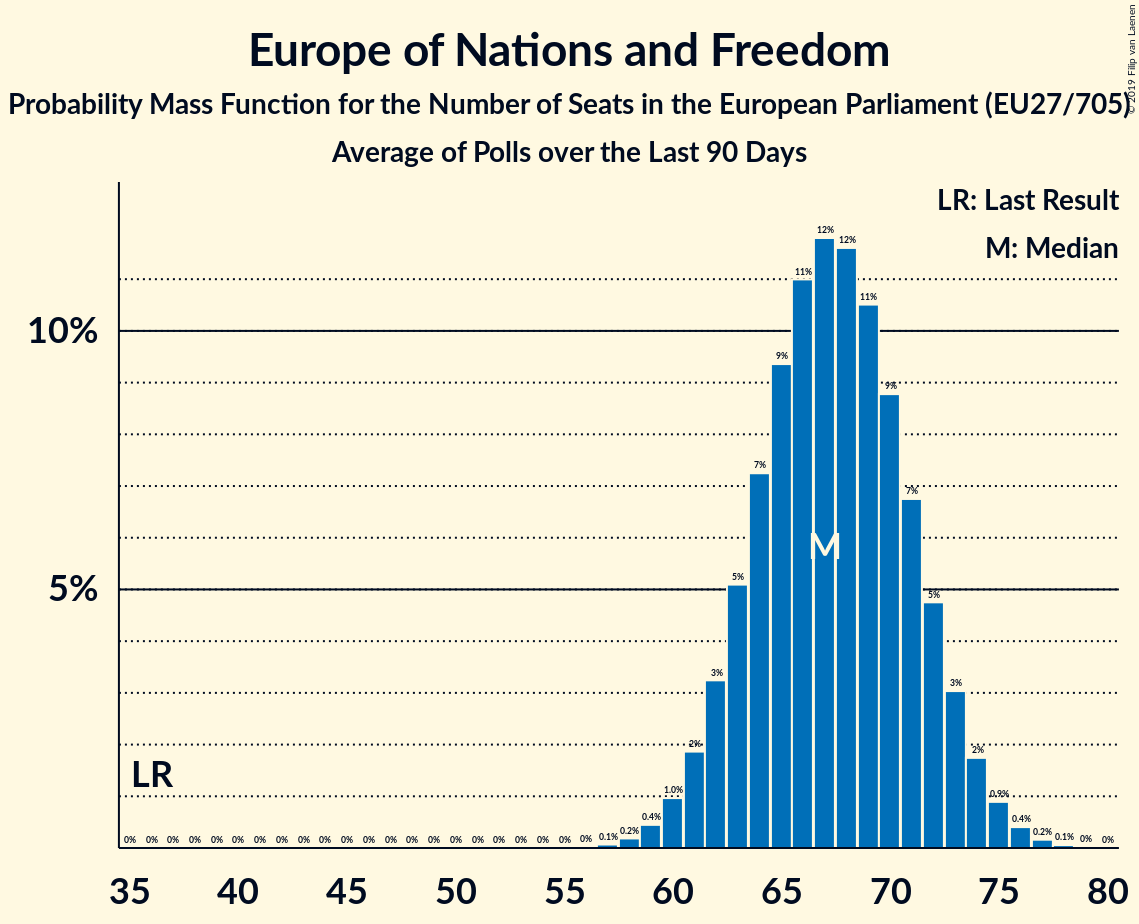 Europe of Nations and Freedom
Probability Mass Function for the Number of Seats in the European Parliament (EU27/705)
Average of Polls over the Last 90 Days
© 2019 Filip van Laenen
LR: Last Result
M: Median
10%
5%
LR
M
0% 0% 0% 0% 0% 0% 0% 0% 0% 0% 0% 0% 0% 0% 0% 0% 0% 0% 0% 0% 0% 0% 0.1% 0.2% 0.4% 1.0% 2% 3% 5% 7% 9% 11% 12% 12% 11% 9% 7% 5% 3% 2% 0.9% 0.4% 0.2% 0.1% 0% 0%
35 40 45 50 55 60 65 70 75 80